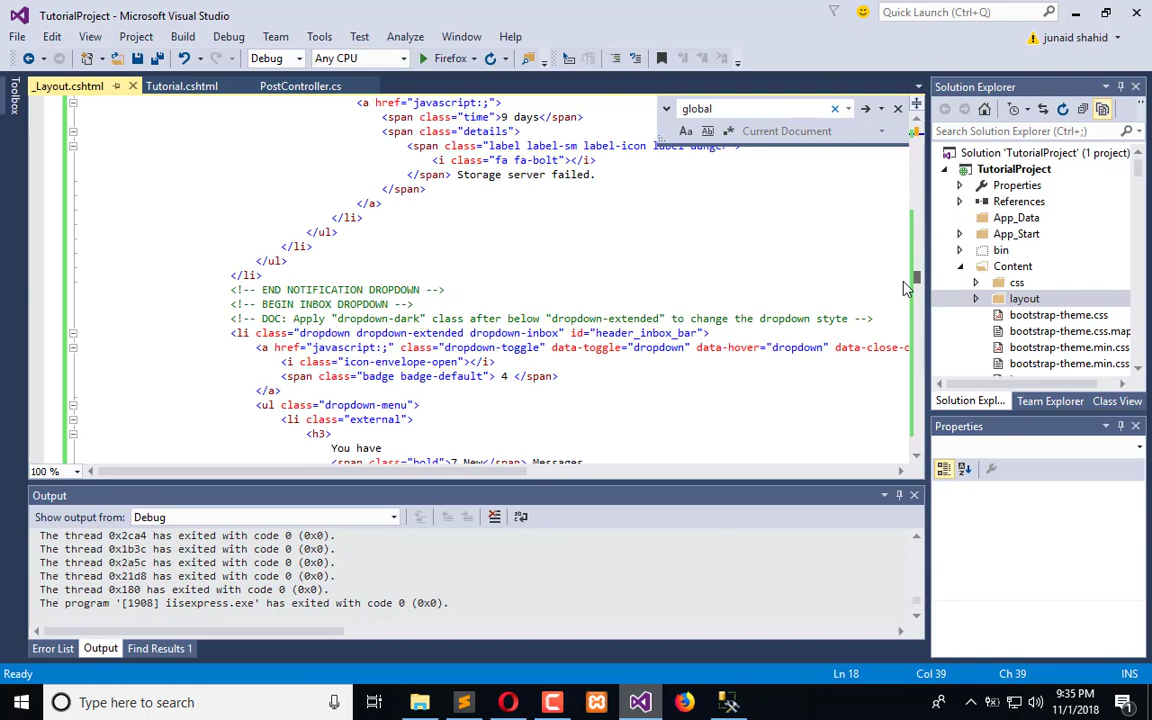 TutorialProject - Microsoft Visual Studio
Quick Launch (Ctrl+Q)
File Edit View Project Build Debug Team Tools Test Analyze Window Help
junaid shahid
Debug Any CPU Firefox
Toolbox
_Layout.cshtml Tutorial.cshtml PostController.cs
global
Aa Ab Current Document
<a href="javascript:;">
<span class="time">9 days</span>
<span class="details">
<span class="label label-sm label-icon label-danger">
<i class="fa fa-bolt"></i>
</span> Storage server failed.
</span>
</a>
</li>
</ul>
</li>
</ul>
</li>
<!-- END NOTIFICATION DROPDOWN -->
<!-- BEGIN INBOX DROPDOWN -->
<!-- DOC: Apply "dropdown-dark" class after below "dropdown-extended" to change the dropdown styte -->
<li class="dropdown dropdown-extended dropdown-inbox" id="header_inbox_bar">
<a href="javascript:;" class="dropdown-toggle" data-toggle="dropdown" data-hover="dropdown" data-close-o
<i class="icon-envelope-open"></i>
<span class="badge badge-default"> 4 </span>
</a>
<ul class="dropdown-menu">
<li class="external">
<h3>
You have
<span class="bold">7 New</span> Messages
100 %
Solution Explorer
Search Solution Explorer (Ctrl+;)
Solution 'TutorialProject' (1 project)
TutorialProject
Properties
References
App_Data
App_Start
bin
Content
css
layout
bootstrap-theme.css
bootstrap-theme.css.map
bootstrap-theme.min.css
bootstrap-theme.min.css
Solution Expl... Team Explorer Class View
Properties
Output
Show output from: Debug
The thread 0x2ca4 has exited with code 0 (0x0).
The thread 0x1b3c has exited with code 0 (0x0).
The thread 0x2a5c has exited with code 0 (0x0).
The thread 0x21d8 has exited with code 0 (0x0).
The thread 0x180 has exited with code 0 (0x0).
The program '[1908] iisexpress.exe' has exited with code 0 (0x0).
Error List Output Find Results 1
Ready Ln 18 Col 39 Ch 39 INS
Type here to search
9:35 PM
11/1/2018
1